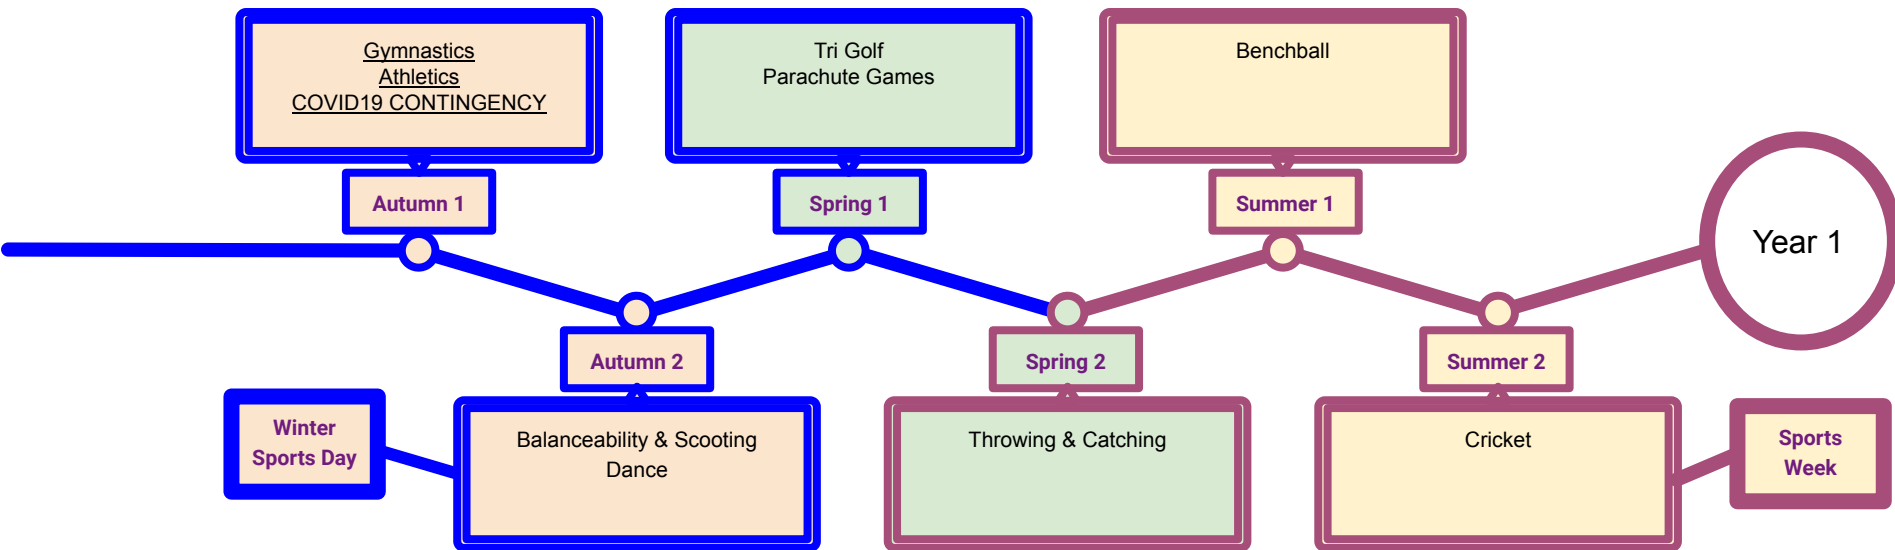 Gymnastics
Athletics
COVID19 CONTINGENCY
Tri Golf
Parachute Games
Benchball
Autumn 1
Spring 1
Summer 1
Year 1
Autumn 2
Spring 2
Summer 2
Winter
Sports Day
Balanceability & Scooting
Dance
Throwing & Catching
Cricket
Sports
Week